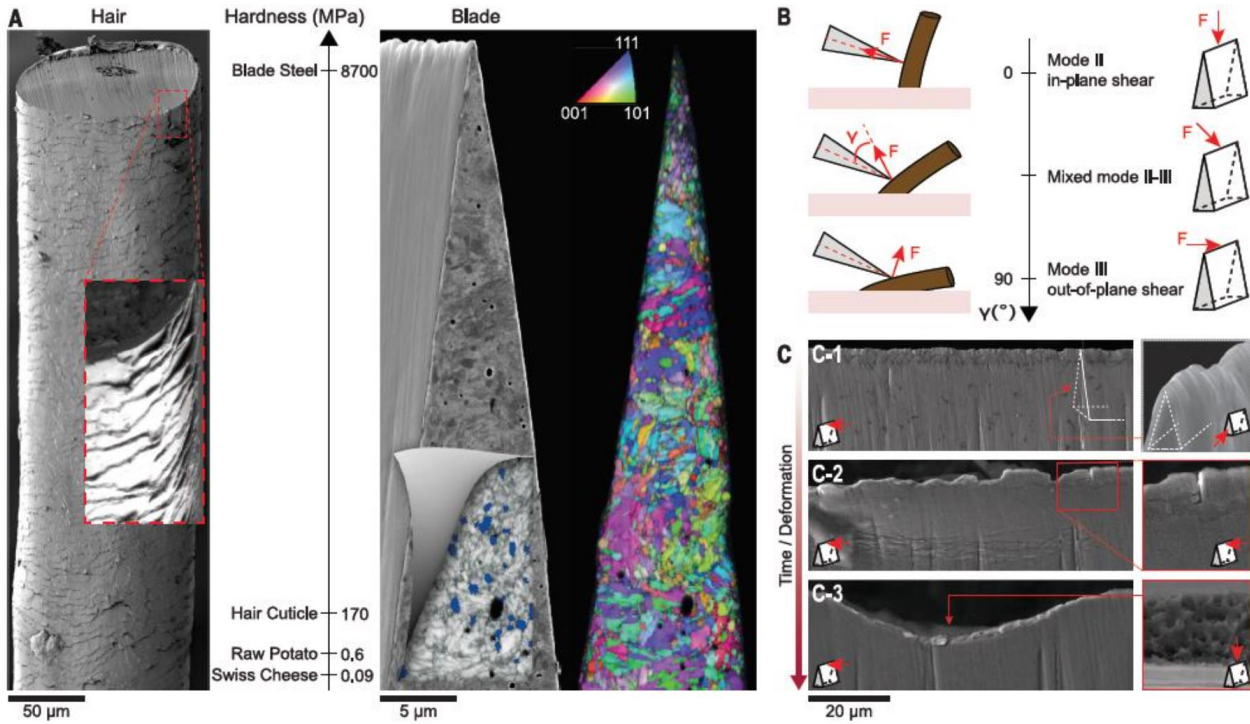 A
Hair
Hardness (MPa)
Blade
Blade Steel
8700
Hair Cuticle
170
Raw Potato
0,6
Swiss Cheese
0,09
50 µm
111
001
101
5 µm
B
F
0
Mode II
in-plane shear
F
γ
F
Mixed mode II-III
F
F
90
Mode III
out-of-plane shear
γ(°)
F
C
Time / Deformation
C-1
C-2
C-3
20 µm